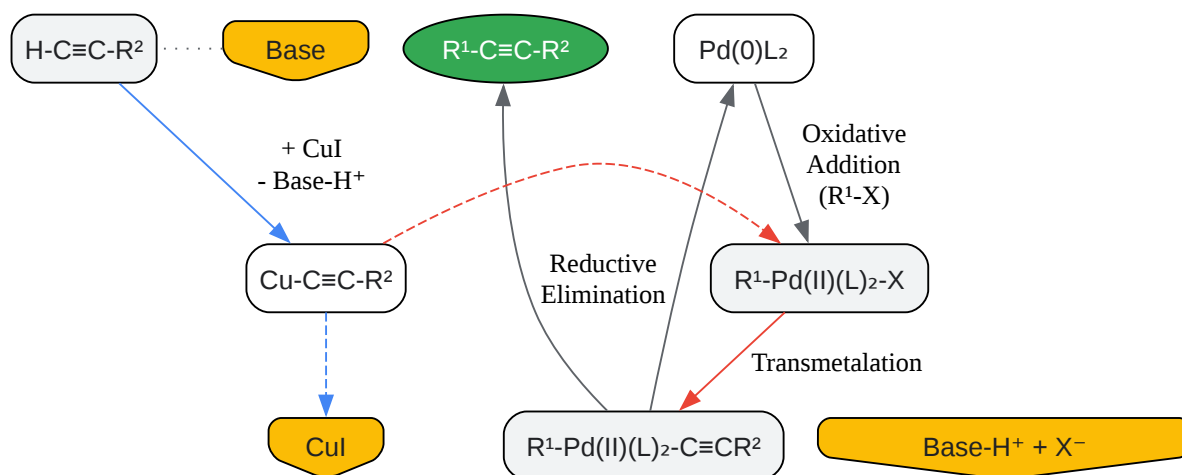 H-C≡C-R²
Base
R¹-C≡C-R²
Pd(0)L₂
+ CuI
- Base-H⁺
Oxidative
Addition
(R¹-X)
Cu-C≡C-R²
Reductive
Elimination
R¹-Pd(II)(L)₂-X
Transmetalation
CuI
R¹-Pd(II)(L)₂-C≡CR²
Base-H⁺ + X⁻